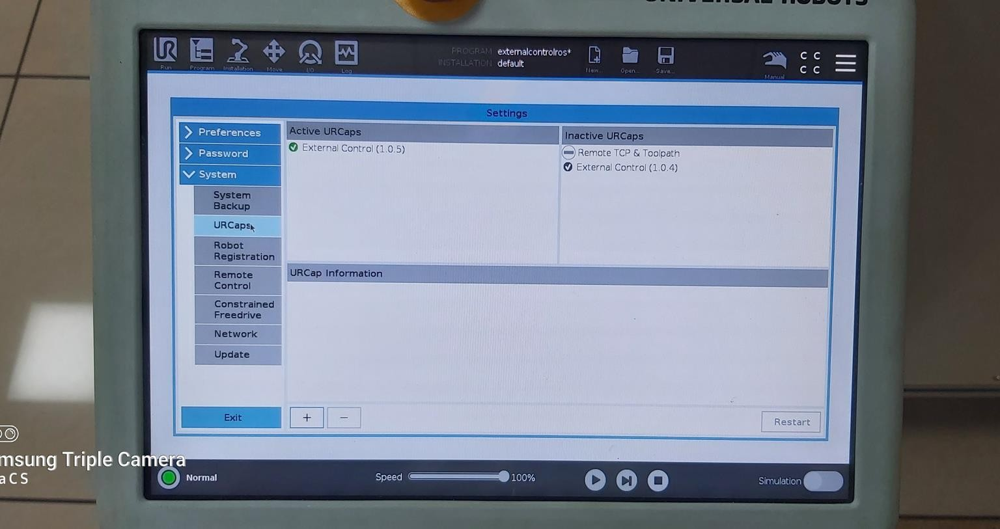 UNIVERSAL ROBOTS
Run
Program
Installation
Move
I/O
Log
PROGRAM externalcontrolros*
INSTALLATION default
New...
Open...
Save...
Manual
C C
C C
Settings
Preferences
Password
System
System
Backup
URCaps
Robot
Registration
Remote
Control
Constrained
Freedrive
Network
Update
Exit
Active URCaps
External Control (1.0.5)
Inactive URCaps
Remote TCP & Toolpath
External Control (1.0.4)
URCap Information
+
−
Restart
Normal
Speed
100%
Simulation
msung Triple Camera
a C S